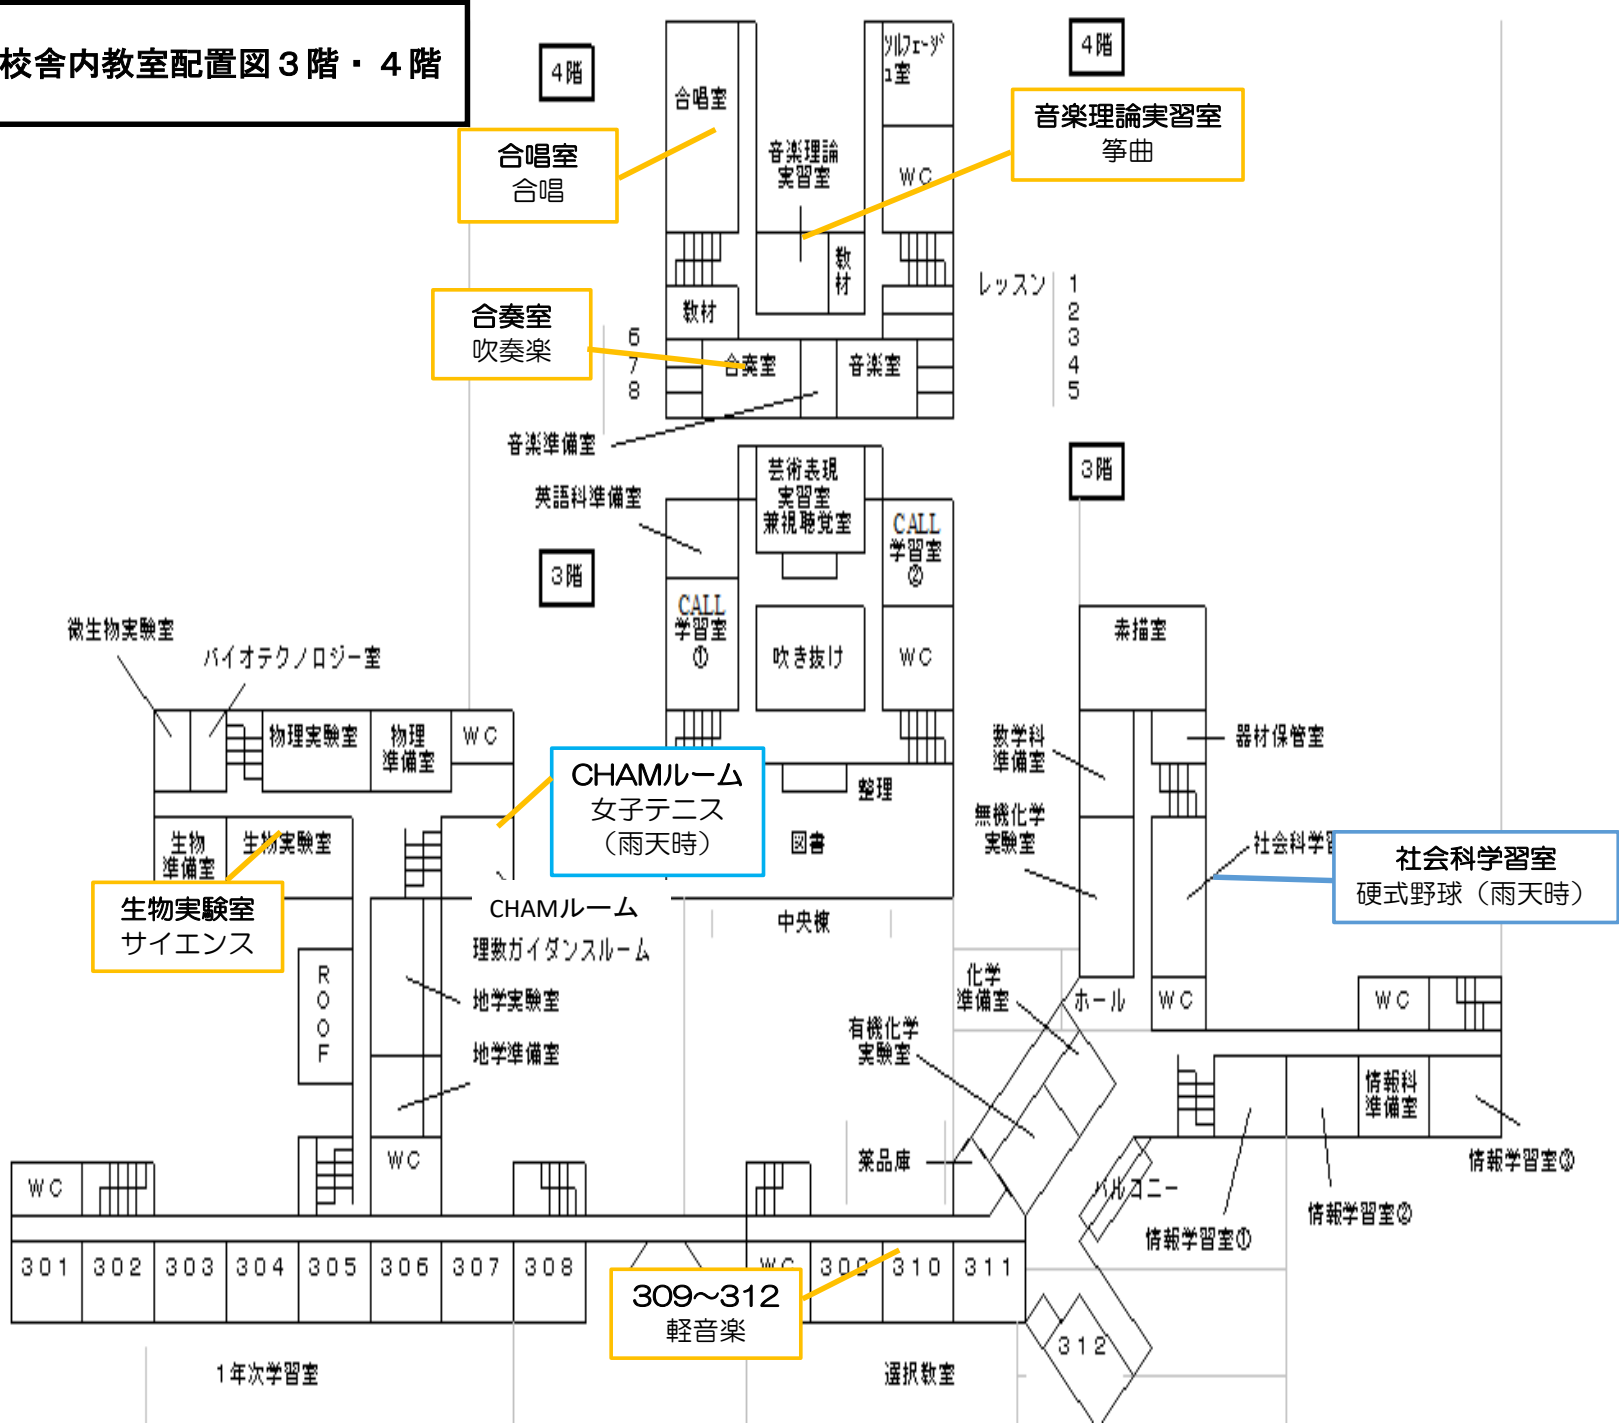 校舎内教室配置図３階・４階
４階
４階
合唱室
ソルフェージ
ュ室
合唱室
合唱
音楽理論
実習室
音楽理論実習室
箏曲
ＷＣ
教
材
レッスン
1
2
3
4
5
教材
合奏室
吹奏楽
6
7
8
合奏室
音楽室
音楽準備室
３階
英語科準備室
芸術表現
実習室
兼視聴覚室
CALL
学習室
②
３階
CALL
学習室
①
吹き抜け
ＷＣ
素描室
微生物実験室
バイオテクノロジー室
物理実験室
物理
準備室
ＷＣ
数学科
準備室
器材保管室
CHAMルーム
女子テニス
（雨天時）
整理
図書
無機化学
実験室
社会科学習
社会科学習室
硬式野球（雨天時）
生物
準備室
生物実験室
生物実験室
サイエンス
CHAMルーム
理数ガイダンスルーム
中央棟
ＲＯＯＦ
地学実験室
地学準備室
化学
準備室
ホール
ＷＣ
ＷＣ
有機化学
実験室
情報科
準備室
ＷＣ
ＷＣ
薬品庫
バルコニー
情報学習室①
情報学習室②
情報学習室③
301
302
303
304
305
306
307
308
ＷＣ
309
310
311
309～312
軽音楽
312
１年次学習室
選択教室